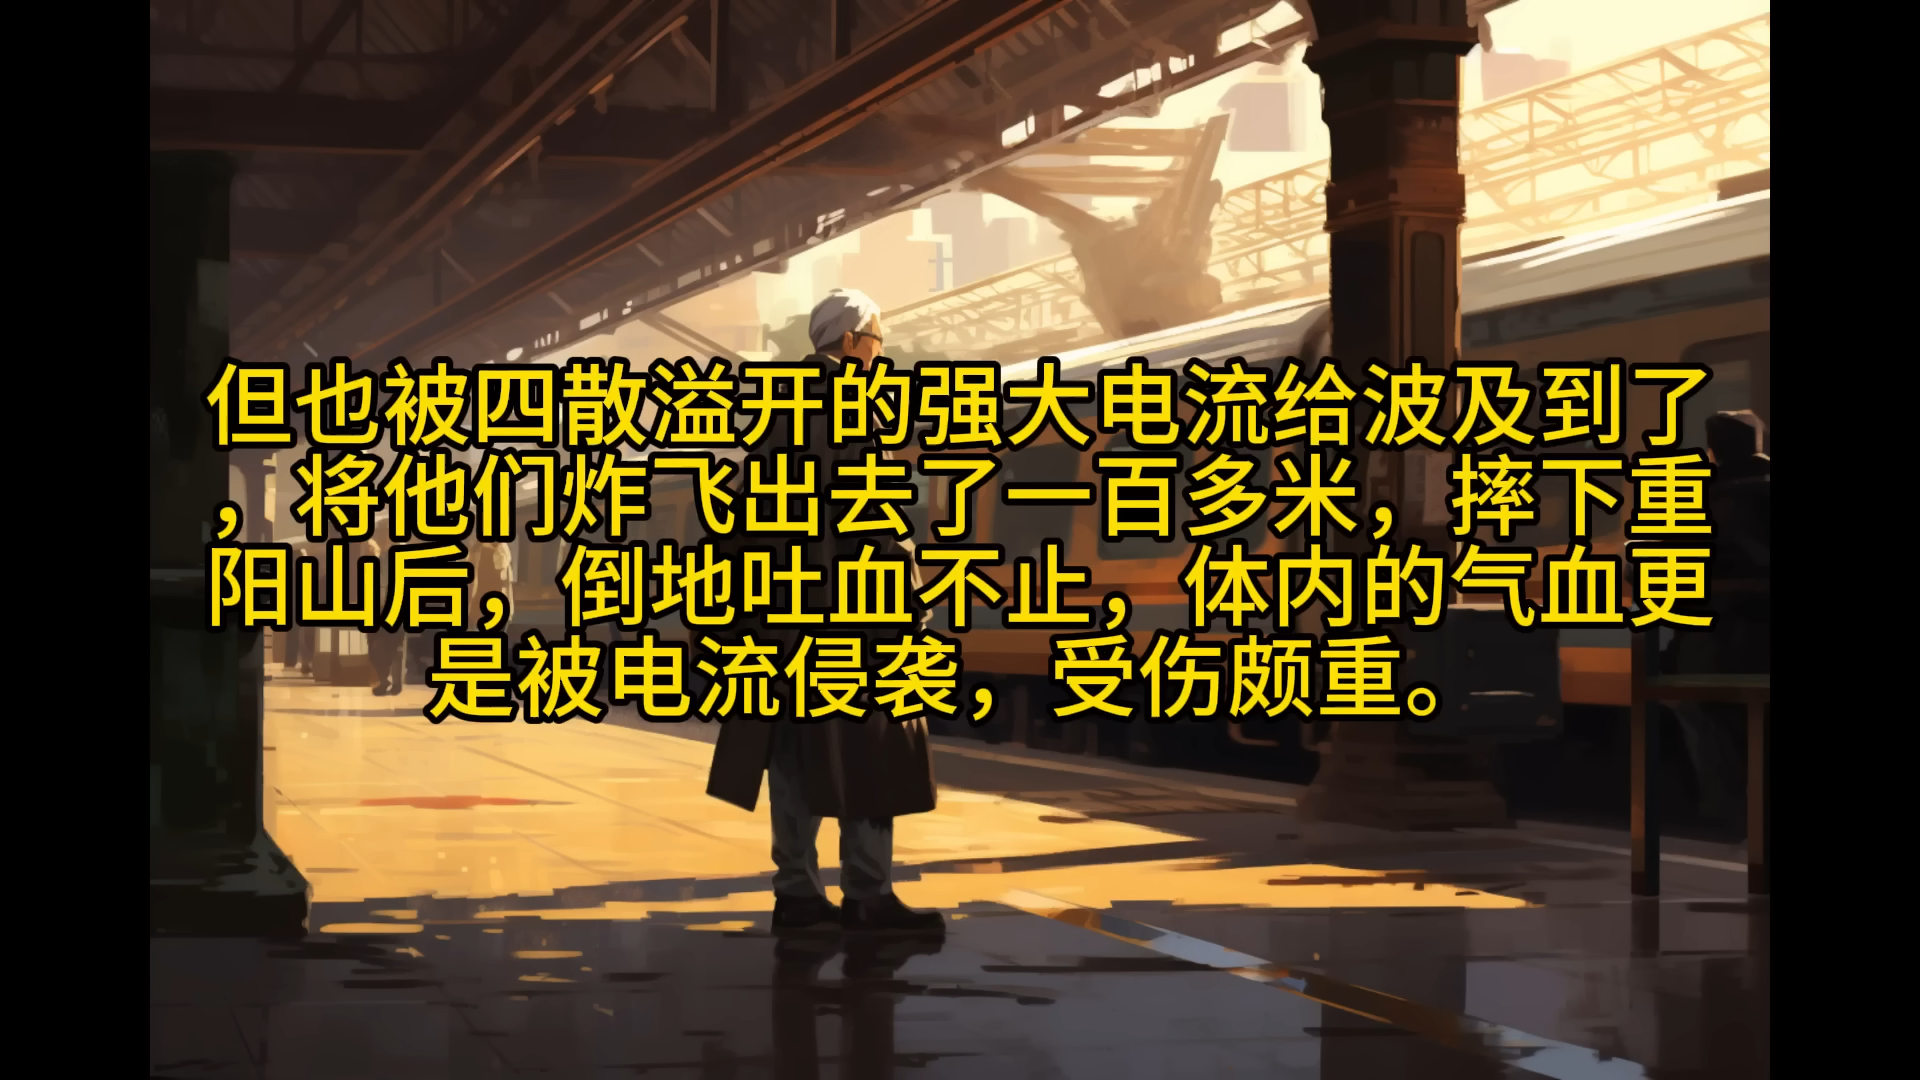 但也被四散溢开的强大电流给波及到了
，将他们炸飞出去了一百多米，摔下重
阳山后，倒地吐血不止，体内的气血更
是被电流侵袭，受伤颇重。